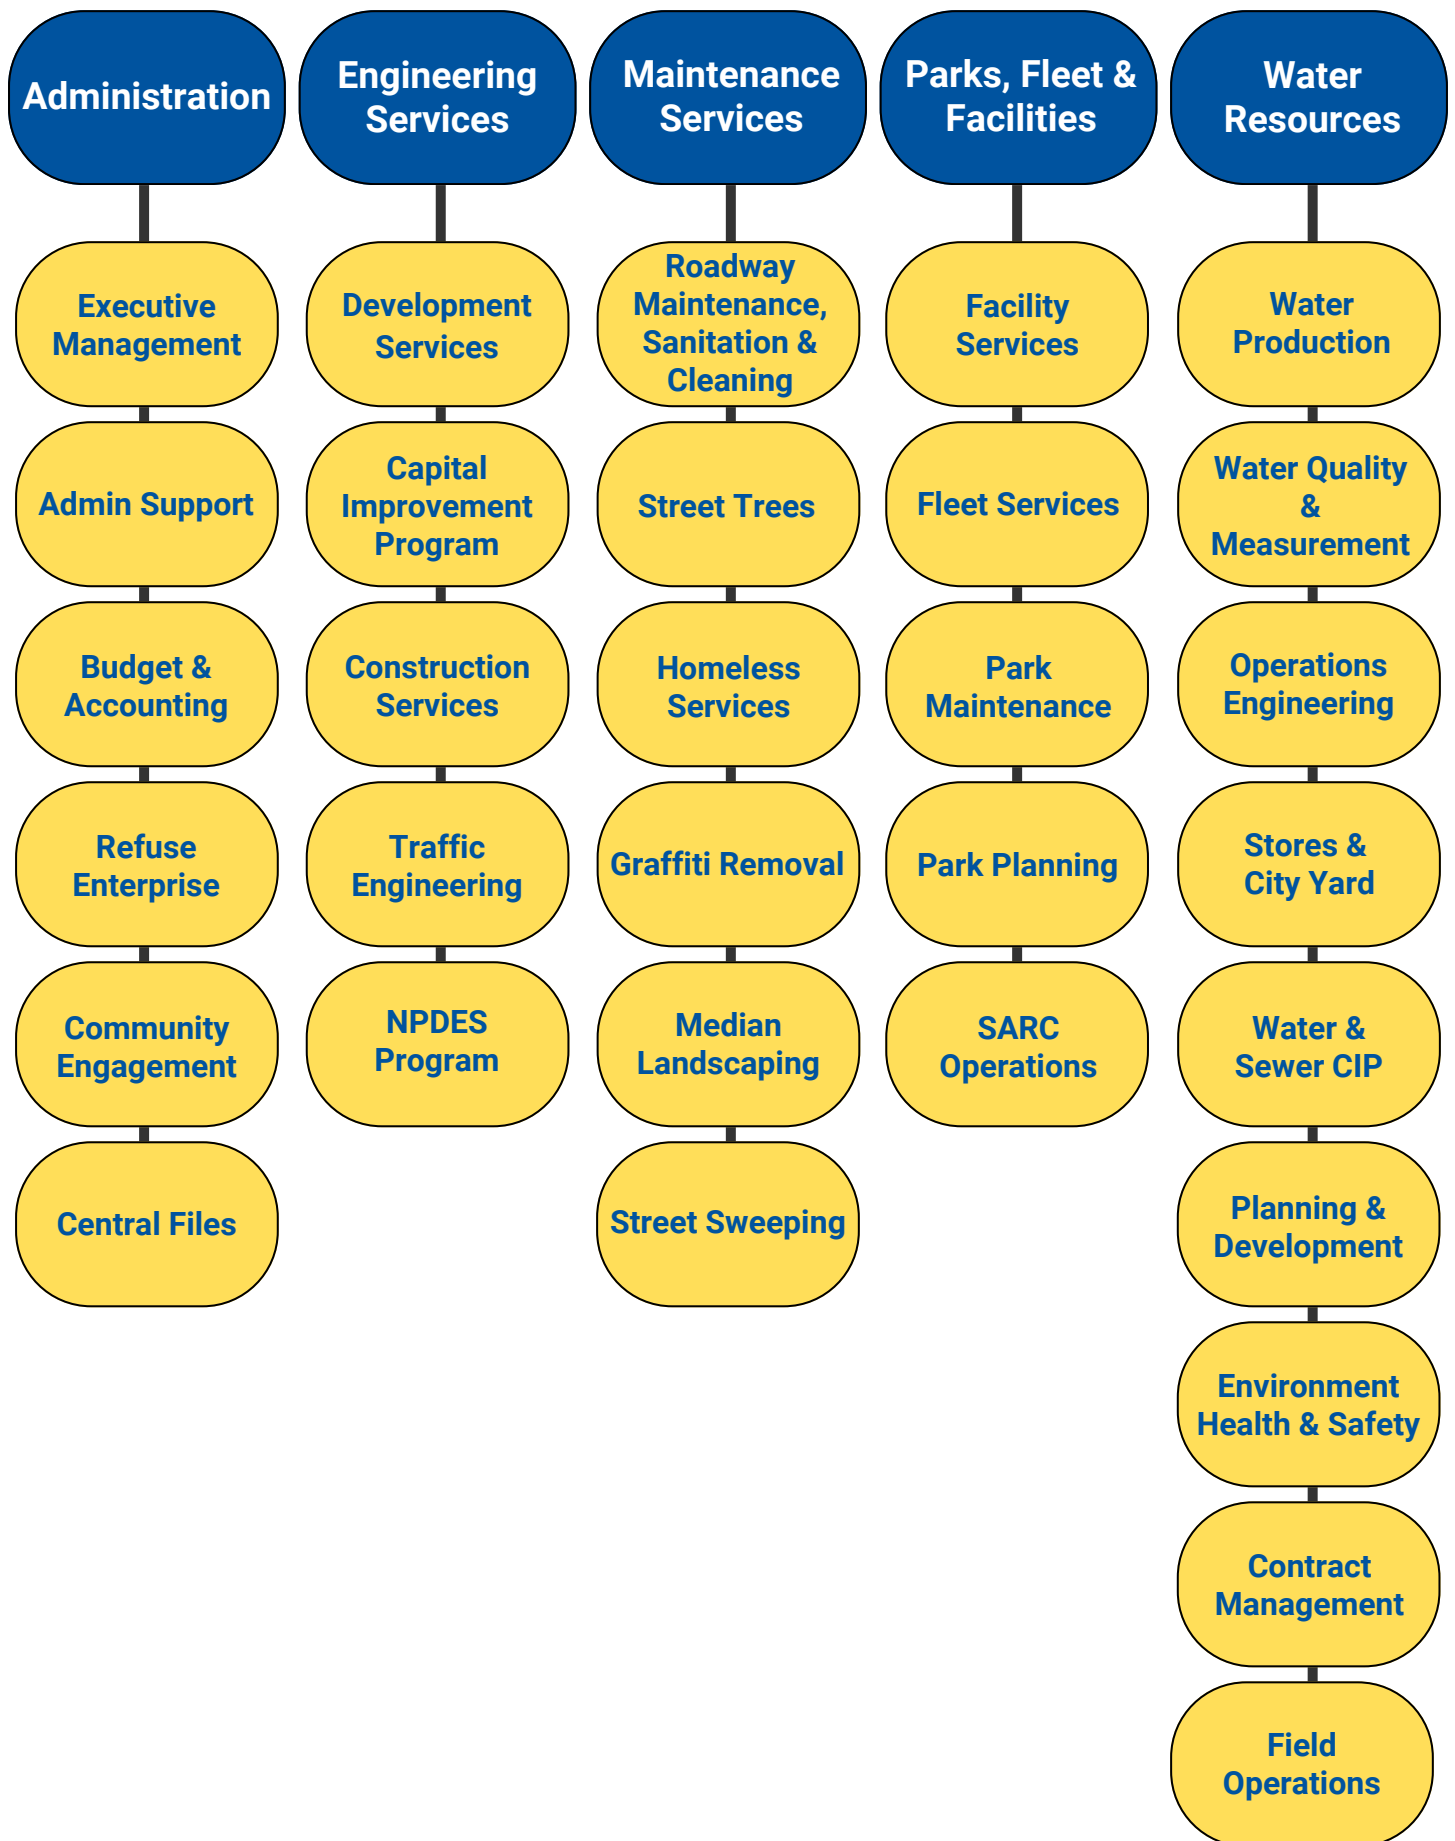 Administration
Executive
Management
Admin Support
Budget &
Accounting
Refuse
Enterprise
Community
Engagement
Central Files
Engineering
Services
Development
Services
Capital
Improvement
Program
Construction
Services
Traffic
Engineering
NPDES
Program
Maintenance
Services
Roadway
Maintenance,
Sanitation &
Cleaning
Street Trees
Homeless
Services
Graffiti Removal
Median
Landscaping
Street Sweeping
Parks, Fleet &
Facilities
Facility
Services
Fleet Services
Park
Maintenance
Park Planning
SARC
Operations
Water
Resources
Water
Production
Water Quality
&
Measurement
Operations
Engineering
Stores &
City Yard
Water &
Sewer CIP
Planning &
Development
Environment
Health & Safety
Contract
Management
Field
Operations